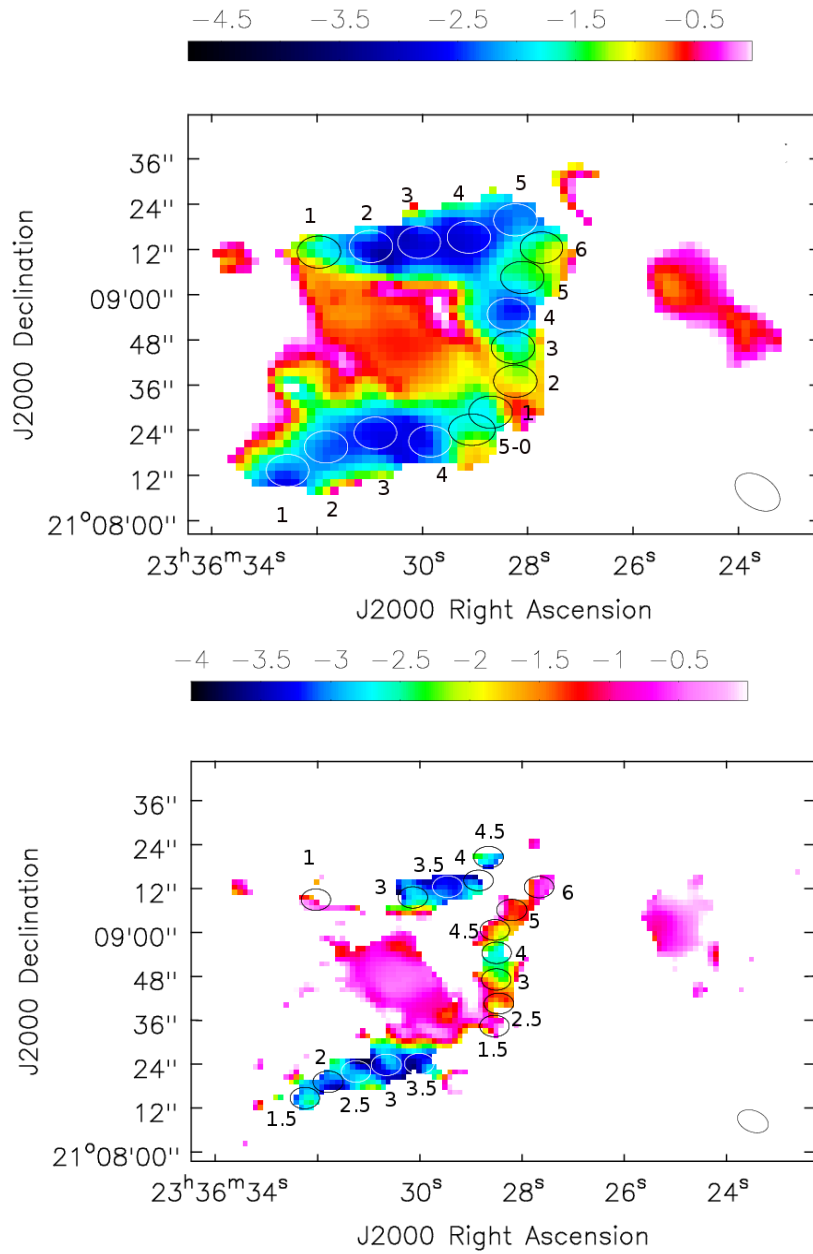 −4.5 −3.5 −2.5 −1.5 −0.5
J2000 Declination
36"
24"
12"
09'00"
48"
36"
24"
12"
21°08'00"
1 2 3 4 5
6
5
4
3
2
1
5-0
1 2 3 4
23ʰ36ᵐ34ˢ 30ˢ 28ˢ 26ˢ 24ˢ
J2000 Right Ascension
−4 −3.5 −3 −2.5 −2 −1.5 −1 −0.5
J2000 Declination
36"
24"
12"
09'00"
48"
36"
24"
12"
21°08'00"
4.5
1 3 3.5 4
6
5
4.5
4
3
2.5
1.5
2
1.5 2.5 3 3.5
23ʰ36ᵐ34ˢ 30ˢ 28ˢ 26ˢ 24ˢ
J2000 Right Ascension